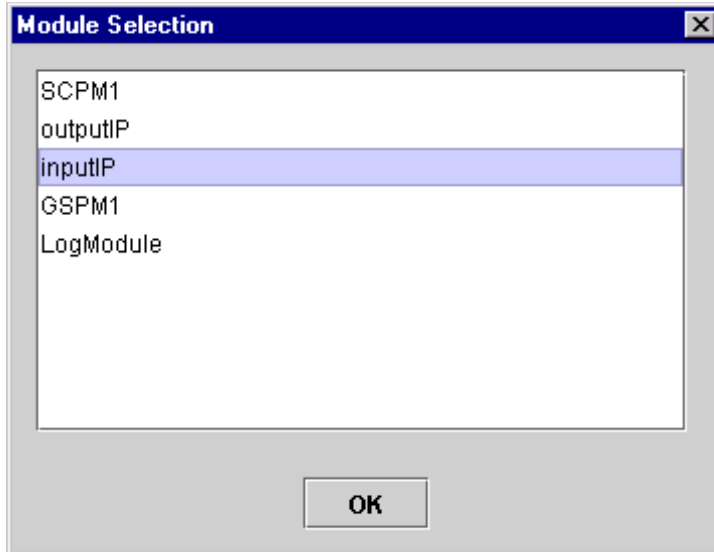 Module Selection
SCPM1
outputIP
inputIP
GSPM1
LogModule
OK